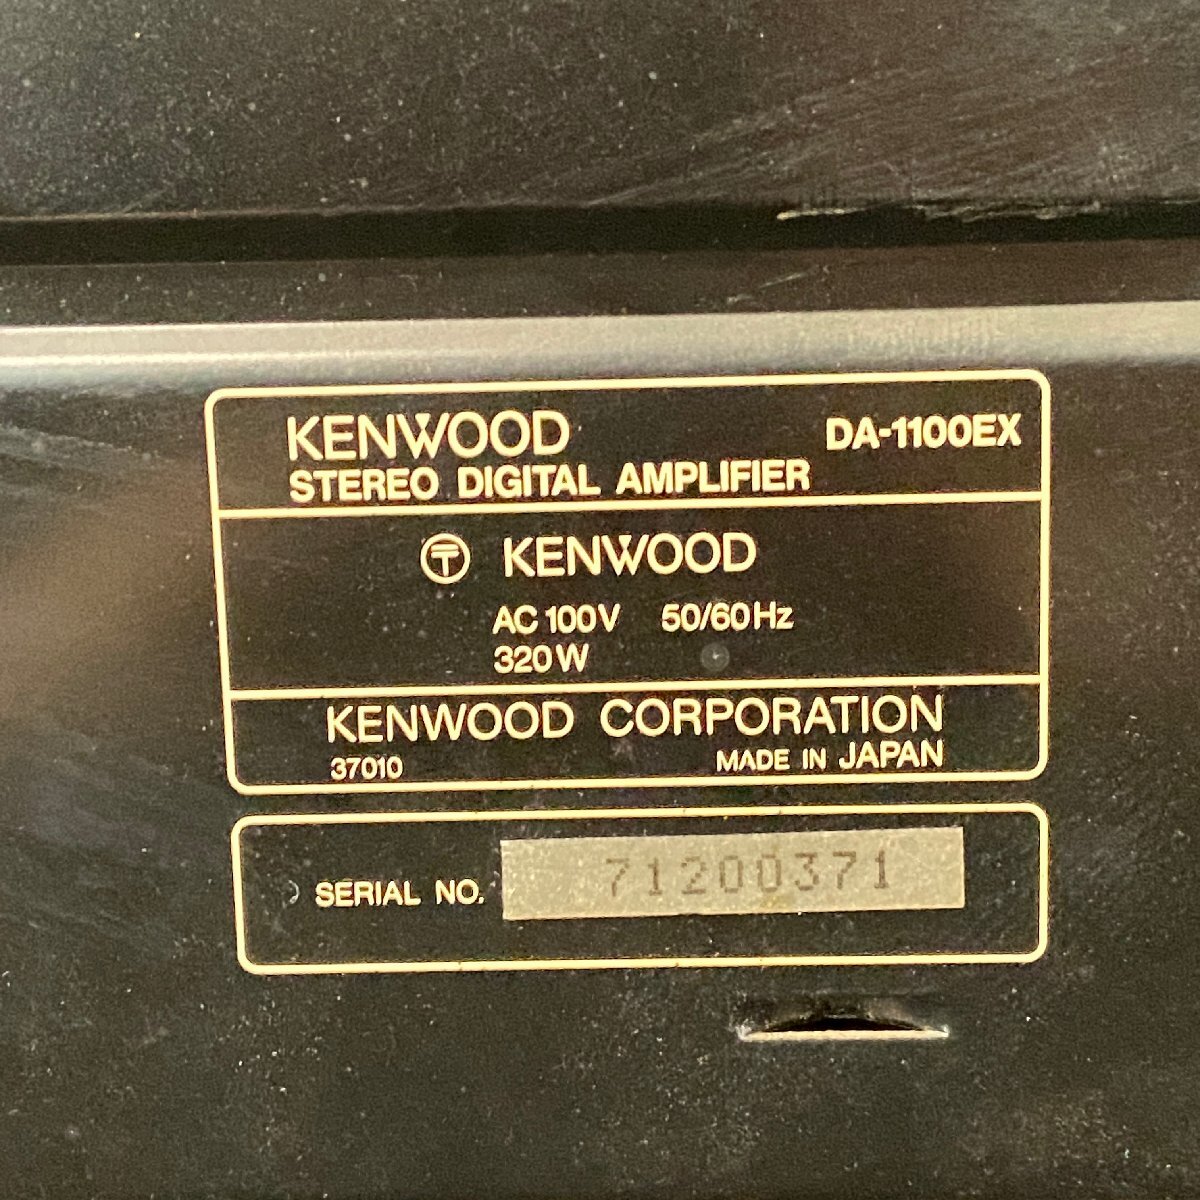 KENWOOD DA-1100EX
STEREO DIGITAL AMPLIFIER
〒 KENWOOD
AC 100V 50/60Hz
320W
KENWOOD CORPORATION
37010 MADE IN JAPAN
SERIAL NO. 71200371